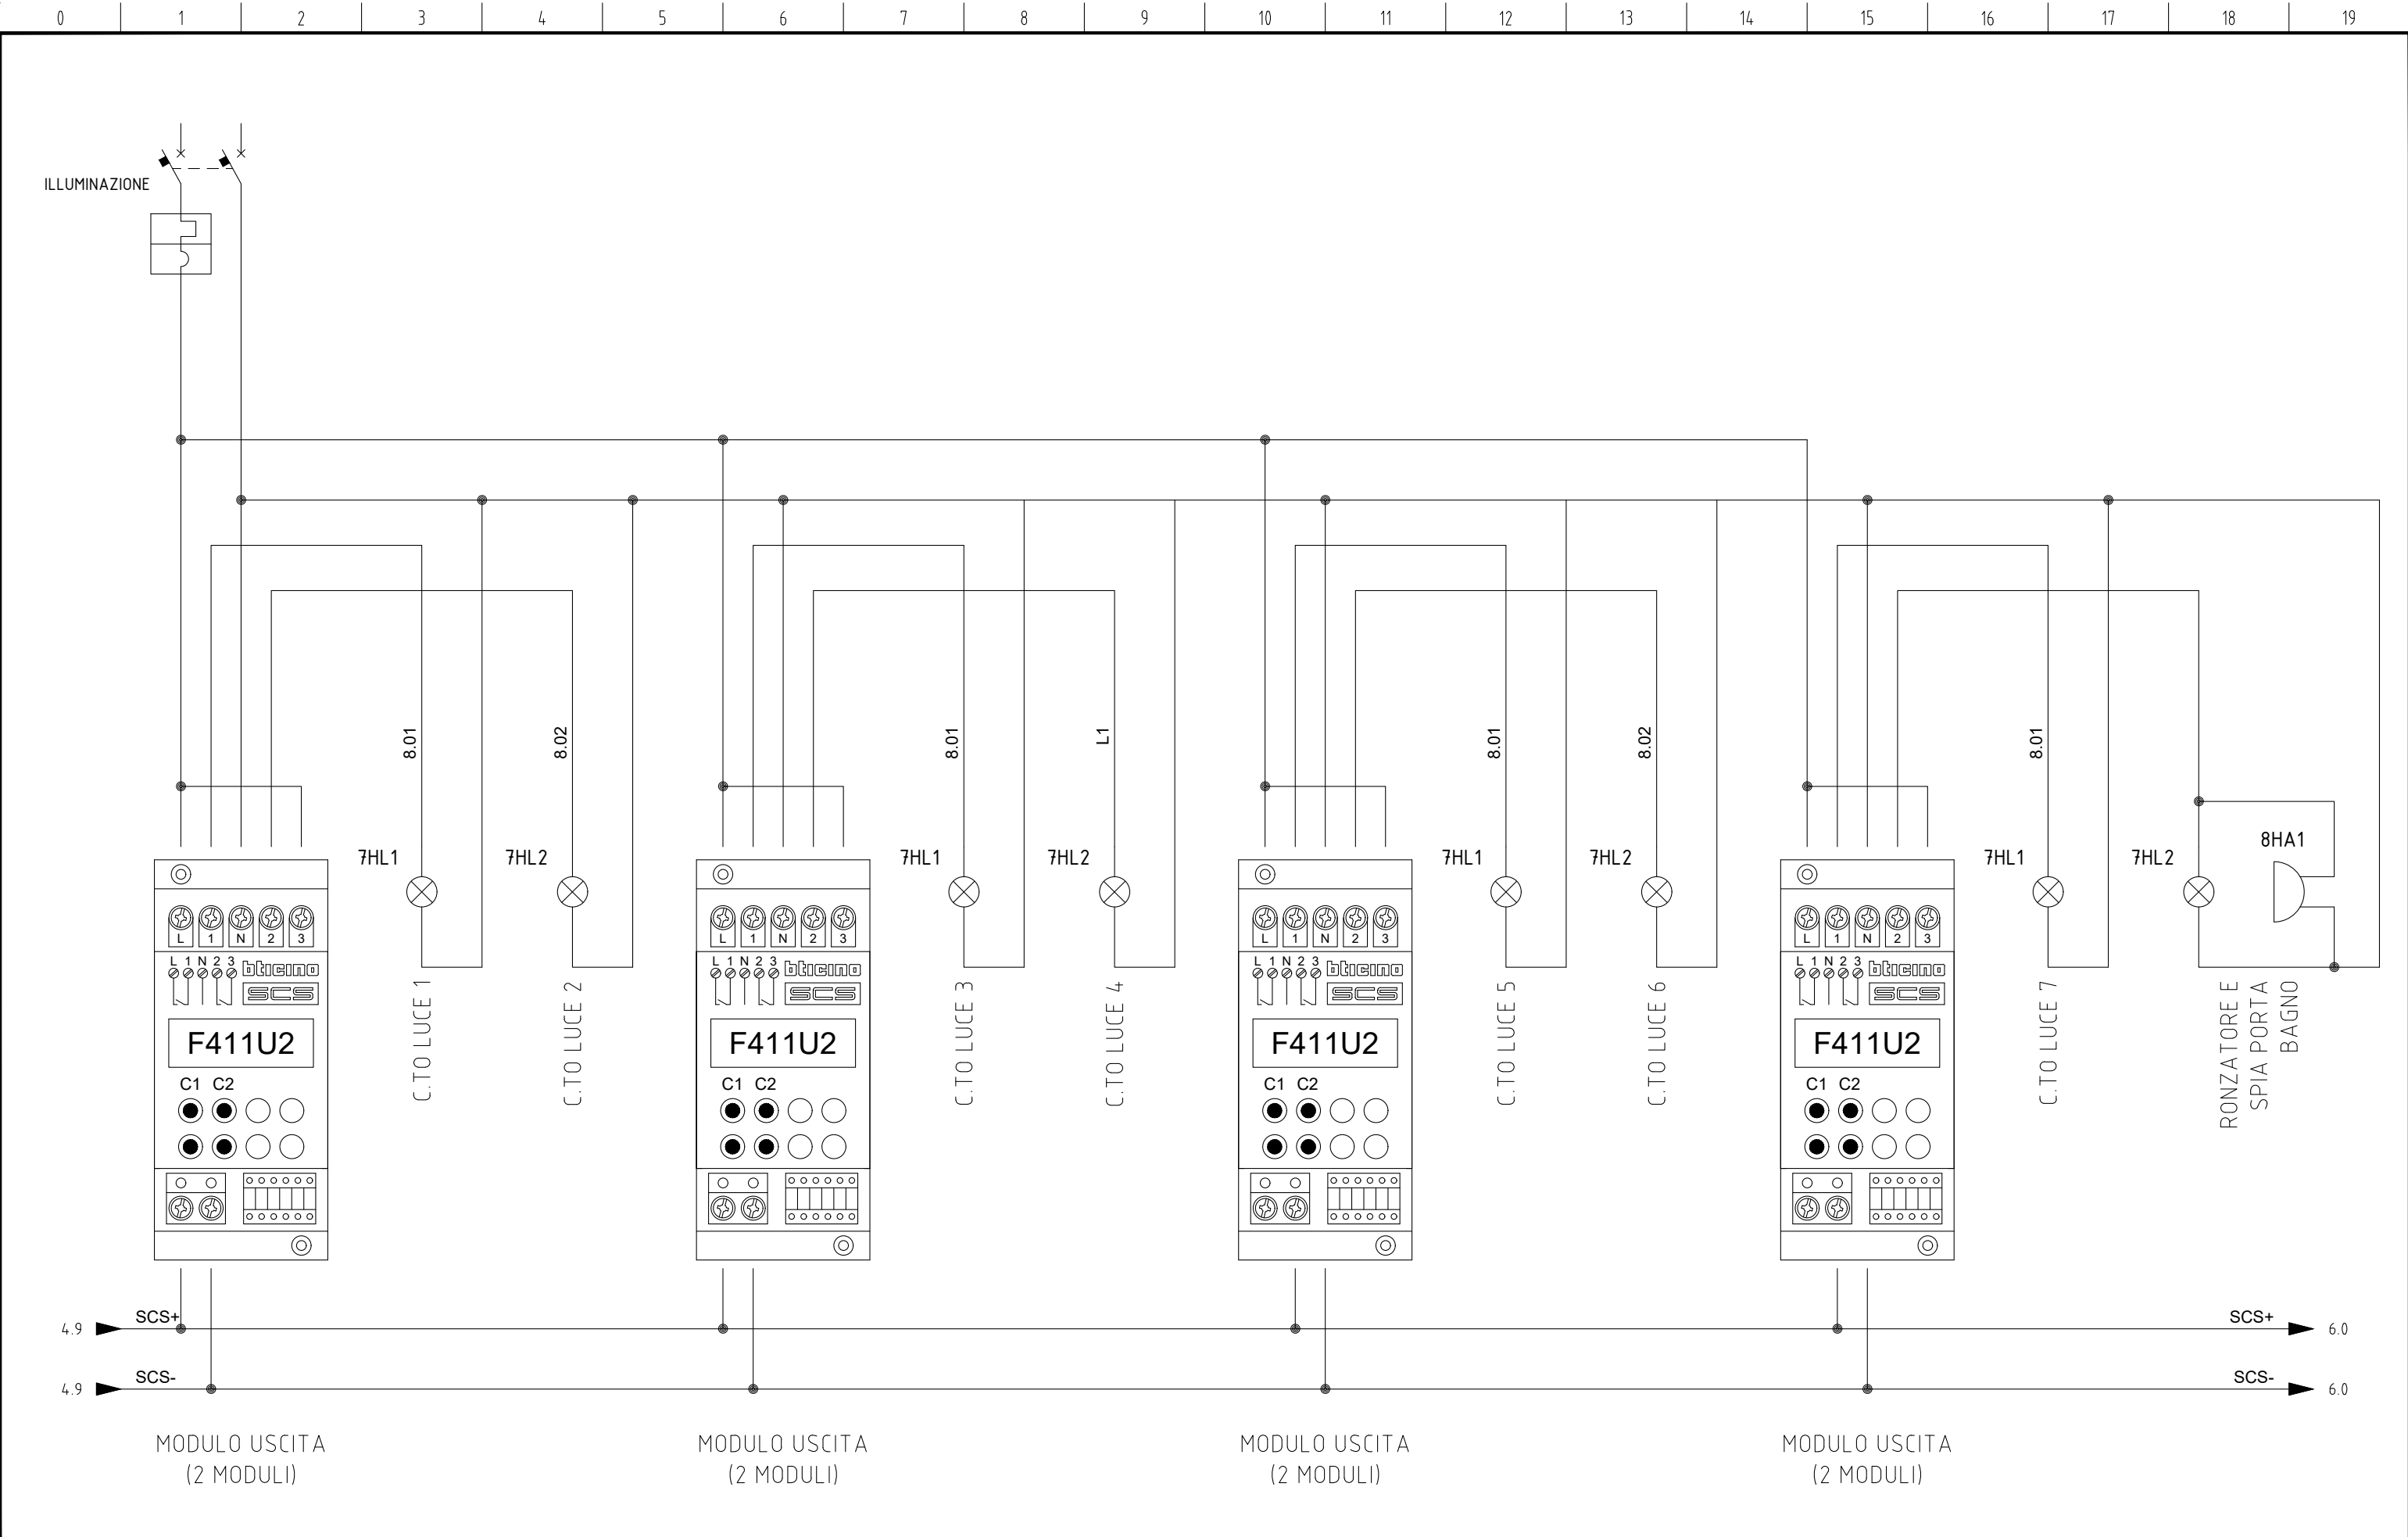 0 1 2 3 4 5 6 7 8 9 10 11 12 13 14 15 16 17 18 19
ILLUMINAZIONE
8.01 8.02 8.01 L1 8.01 8.02 8.01
7HL1 7HL2 7HL1 7HL2 7HL1 7HL2 7HL1 7HL2 8HA1
L 1 N 2 3
L 1 N 2 3
bticino
SCS
F411U2
C1 C2
C.TO LUCE 1
C.TO LUCE 2
L 1 N 2 3
L 1 N 2 3
bticino
SCS
F411U2
C1 C2
C.TO LUCE 3
C.TO LUCE 4
L 1 N 2 3
L 1 N 2 3
bticino
SCS
F411U2
C1 C2
C.TO LUCE 5
C.TO LUCE 6
L 1 N 2 3
L 1 N 2 3
bticino
SCS
F411U2
C1 C2
C.TO LUCE 7
RONZATORE E
SPIA PORTA
BAGNO
4.9 SCS+ SCS+ 6.0
4.9 SCS- SCS- 6.0
MODULO USCITA
(2 MODULI)
MODULO USCITA
(2 MODULI)
MODULO USCITA
(2 MODULI)
MODULO USCITA
(2 MODULI)